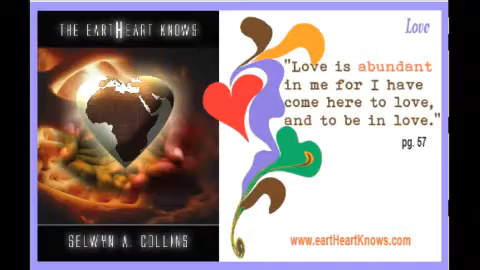 THE EARTHEART KNOWS
SELWYN A. COLLINS
Love
"Love is abundant
in me for I have
come here to love,
and to be in love."
pg. 57
www.eartHeartKnows.com